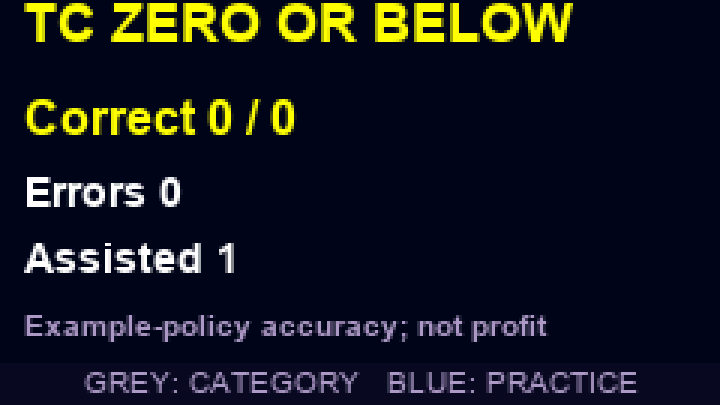 TC ZERO OR BELOW
Correct 0 / 0
Errors 0
Assisted 1
Example-policy accuracy; not profit
GREY: CATEGORY BLUE: PRACTICE